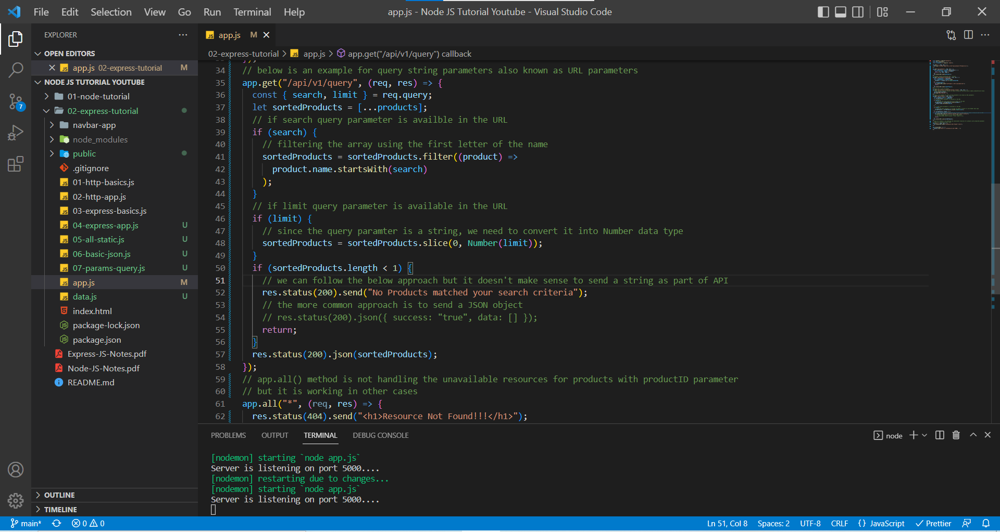 File Edit Selection View Go Run Terminal Help
app.js - Node JS Tutorial Youtube - Visual Studio Code
EXPLORER
OPEN EDITORS
app.js 02-express-tutorial M
NODE JS TUTORIAL YOUTUBE
01-node-tutorial
02-express-tutorial
navbar-app
node_modules
public
.gitignore
01-http-basics.js
02-http-app.js
03-express-basics.js
04-express-app.js U
05-all-static.js U
06-basic-json.js U
07-params-query.js U
app.js M
data.js U
index.html
package-lock.json
package.json
Express-JS-Notes.pdf
Node-JS-Notes.pdf
README.md
OUTLINE
TIMELINE
7
app.js M
02-express-tutorial > app.js > app.get("/api/v1/query") callback
34 // below is an example for query string parameters also known as URL parameters
35 app.get("/api/v1/query", (req, res) => {
36 const { search, limit } = req.query;
37 let sortedProducts = [...products];
38 // if search query parameter is availble in the URL
39 if (search) {
40 // filtering the array using the first letter of the name
41 sortedProducts = sortedProducts.filter((product) =>
42 product.name.startsWith(search)
43 );
44 }
45 // if limit query parameter is available in the URL
46 if (limit) {
47 // since the query paramter is a string, we need to convert it into Number data type
48 sortedProducts = sortedProducts.slice(0, Number(limit));
49 }
50 if (sortedProducts.length < 1) {
51 // we can follow the below approach but it doesn't make sense to send a string as part of API
52 res.status(200).send("No Products matched your search criteria");
53 // the more common approach is to send a JSON object
54 // res.status(200).json({ success: "true", data: [] });
55 return;
56 }
57 res.status(200).json(sortedProducts);
58 });
59 // app.all() method is not handling the unavailable resources for products with productID parameter
60 // but it is working in other cases
61 app.all("*", (req, res) => {
62 res.status(404).send("<h1>Resource Not Found!!!</h1>");
PROBLEMS OUTPUT TERMINAL DEBUG CONSOLE
node
[nodemon] starting `node app.js`
Server is listening on port 5000....
[nodemon] restarting due to changes...
[nodemon] starting `node app.js`
Server is listening on port 5000....
main* 0 0
Ln 51, Col 8 Spaces: 2 UTF-8 CRLF {} JavaScript Prettier